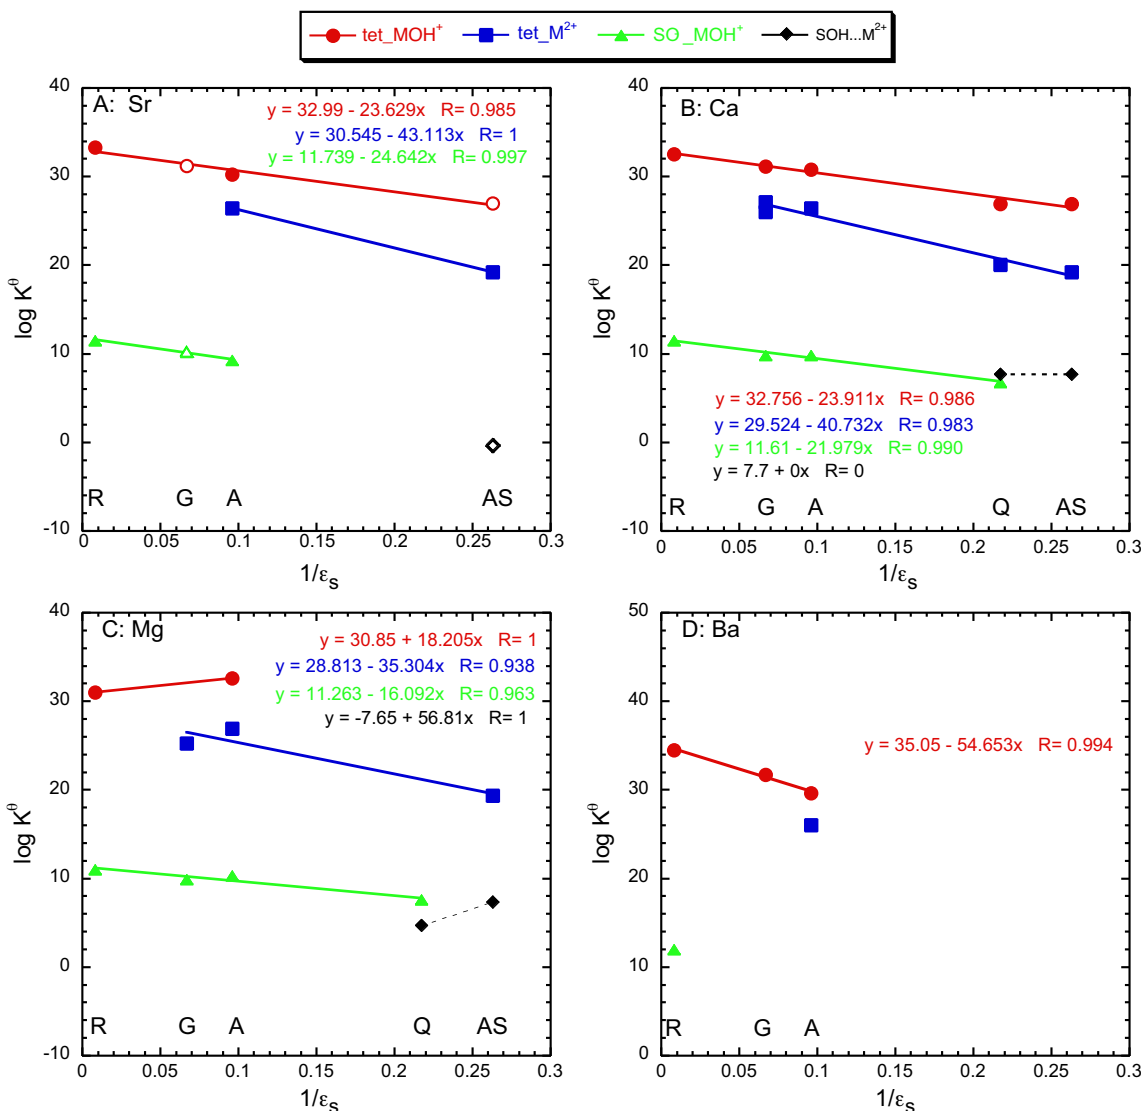 tet_MOH+ tet_M2+ SO_MOH+ SOH...M2+
A: Sr
y = 32.99 - 23.629x R= 0.985
y = 30.545 - 43.113x R= 1
y = 11.739 - 24.642x R= 0.997
40
30
20
10
0
-10
log Kθ
R G A AS
0 0.05 0.1 0.15 0.2 0.25 0.3
1/εs
B: Ca
40
30
20
10
0
-10
log Kθ
y = 32.756 - 23.911x R= 0.986
y = 29.524 - 40.732x R= 0.983
y = 11.61 - 21.979x R= 0.990
y = 7.7 + 0x R= 0
R G A Q AS
0 0.05 0.1 0.15 0.2 0.25 0.3
1/εs
C: Mg
y = 30.85 + 18.205x R= 1
y = 28.813 - 35.304x R= 0.938
y = 11.263 - 16.092x R= 0.963
y = -7.65 + 56.81x R= 1
40
30
20
10
0
-10
log Kθ
R G A Q AS
0 0.05 0.1 0.15 0.2 0.25 0.3
1/εs
D: Ba
y = 35.05 - 54.653x R= 0.994
50
40
30
20
10
0
log Kθ
R G A
0 0.05 0.1 0.15 0.2 0.25 0.3
1/εs